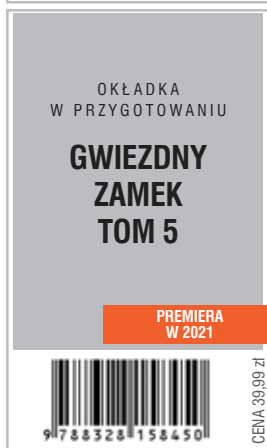 OKŁADKA
W PRZYGOTOWANIU
GWIEZDNY
ZAMEK
TOM 5
PREMIERA
W 2021
CENA 39,99 zł
9 788328 158450